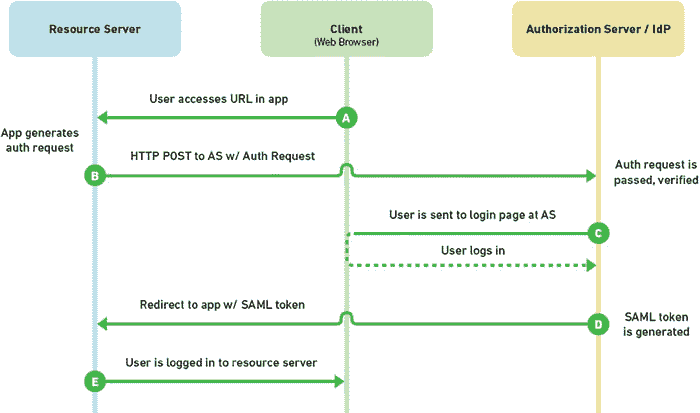 Resource Server
Client
(Web Browser)
Authorization Server / IdP
User accesses URL in app
A
App generates
auth request
HTTP POST to AS w/ Auth Request
B
Auth request is
passed, verified
User is sent to login page at AS
C
User logs in
Redirect to app w/ SAML token
D
SAML token
is generated
User is logged in to resource server
E